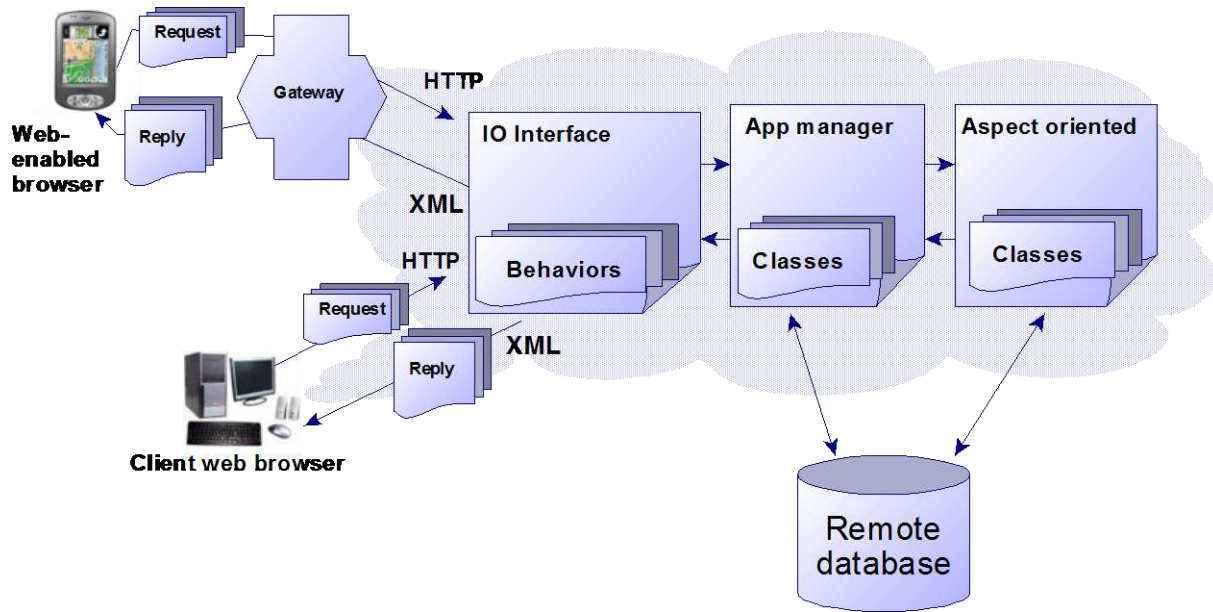 Request
Gateway
HTTP
Reply
Web-
enabled
browser
IO Interface
App manager
Aspect oriented
XML
HTTP
Behaviors
Classes
Classes
Request
XML
Reply
Client web browser
Remote
database